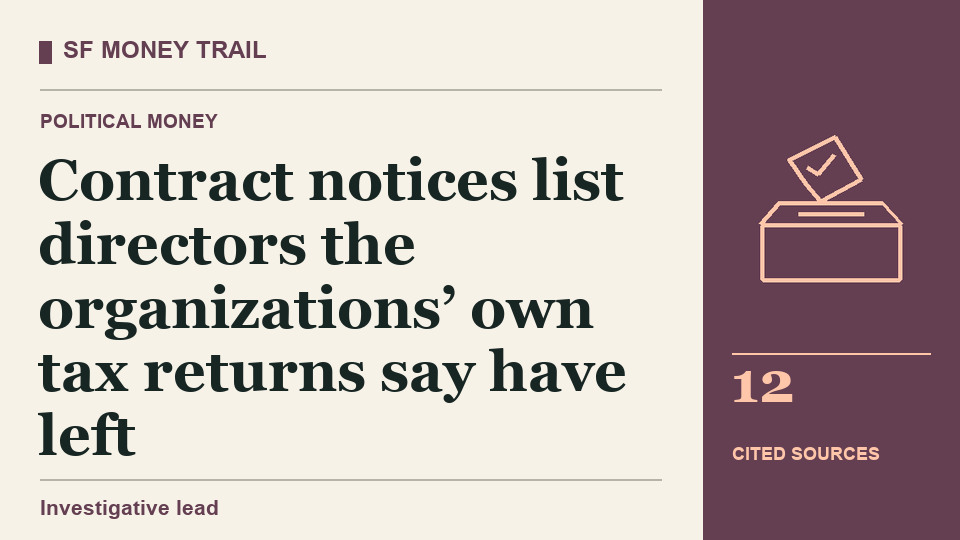 SF MONEY TRAIL
POLITICAL MONEY
Contract notices list
directors the
organizations’ own
tax returns say have
left
Investigative lead
12
CITED SOURCES